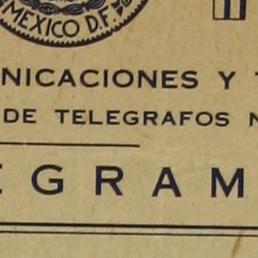 MEXICO D.F.
NICACIONES Y
DE TELEGRAFOS N
EGRAM